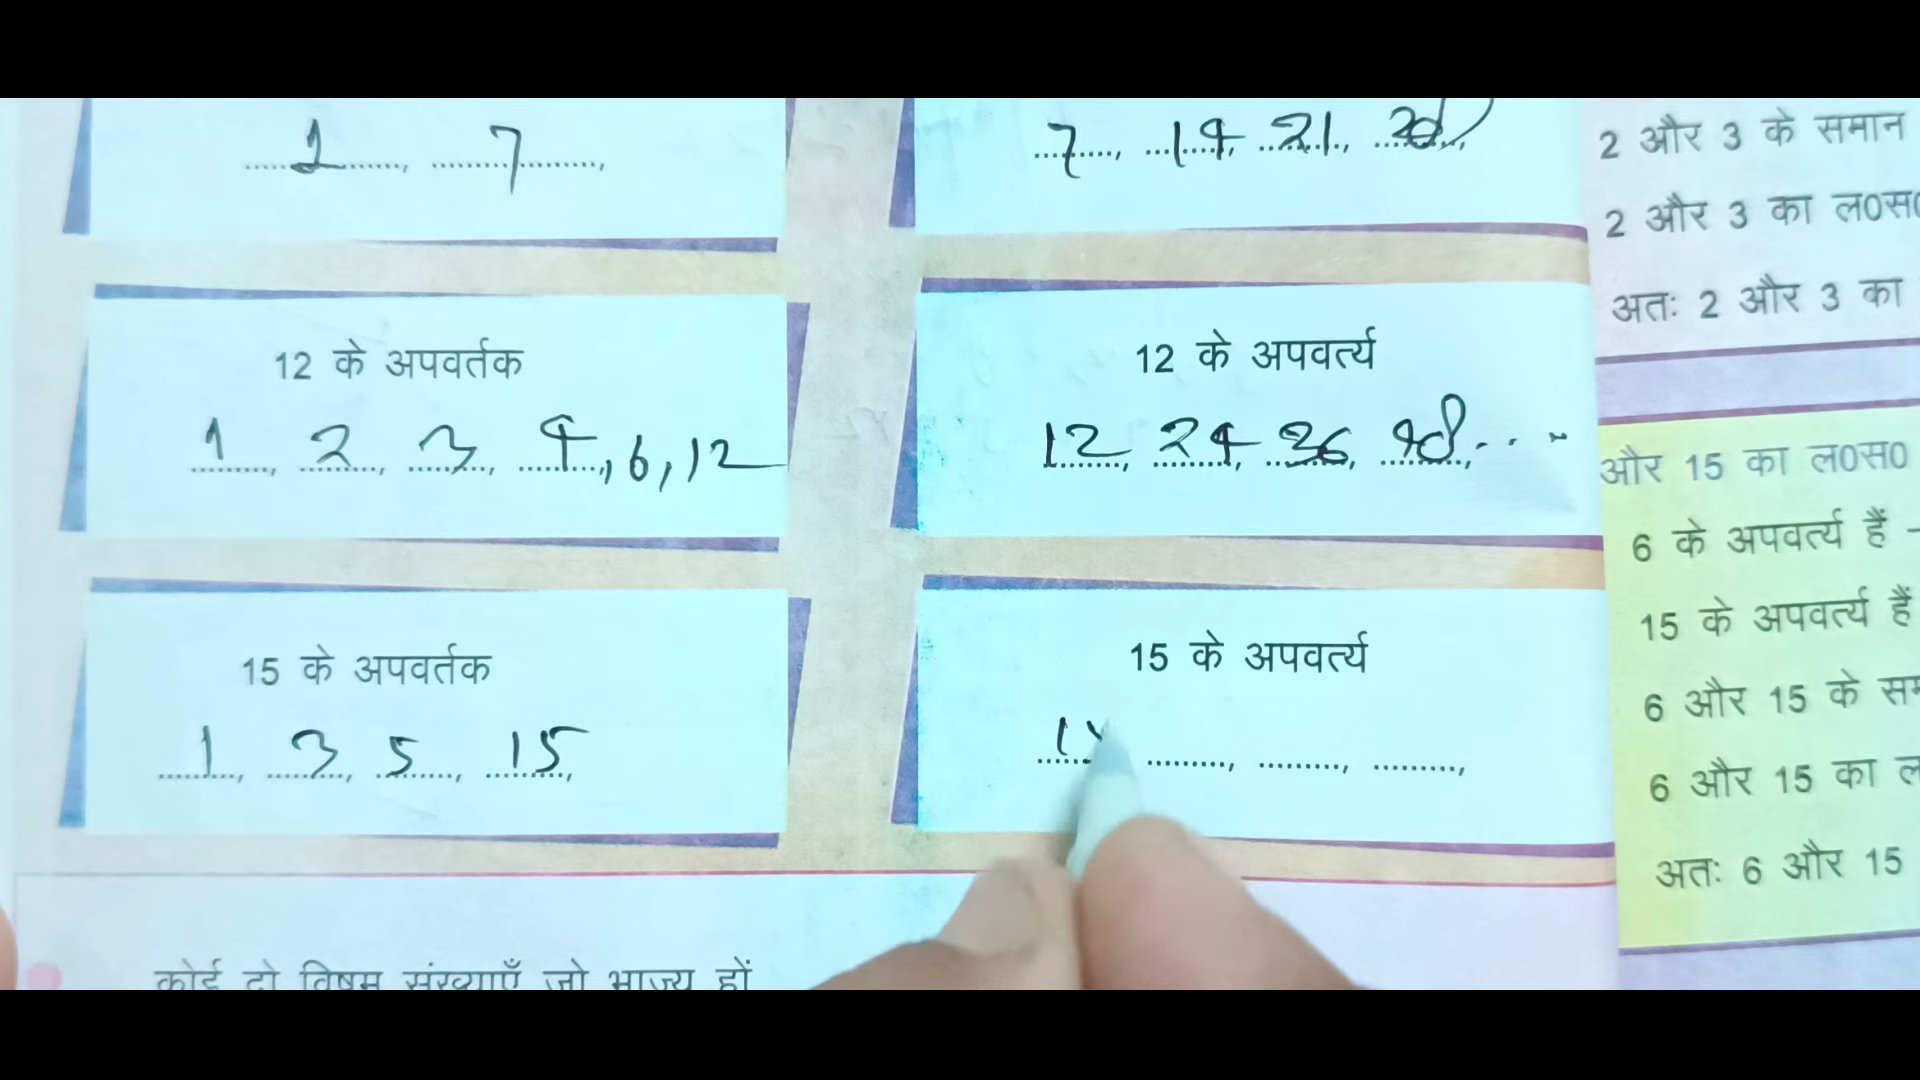 1, 7,
7, 14, 21, 28,
12 के अपवर्तक
1, 2, 3, 4, 6, 12
12 के अपवर्त्य
12, 24, 36, 48, ....
15 के अपवर्तक
1, 3, 5, 15,
15 के अपवर्त्य
कोई दो विषम संख्याएँ जो भाज्य हों
2 और 3 के समान
2 और 3 का ल0स0
अतः 2 और 3 का
और 15 का ल0स0
6 के अपवर्त्य हैं -
15 के अपवर्त्य हैं
6 और 15 के
6 और 15 का
अतः 6 और 15